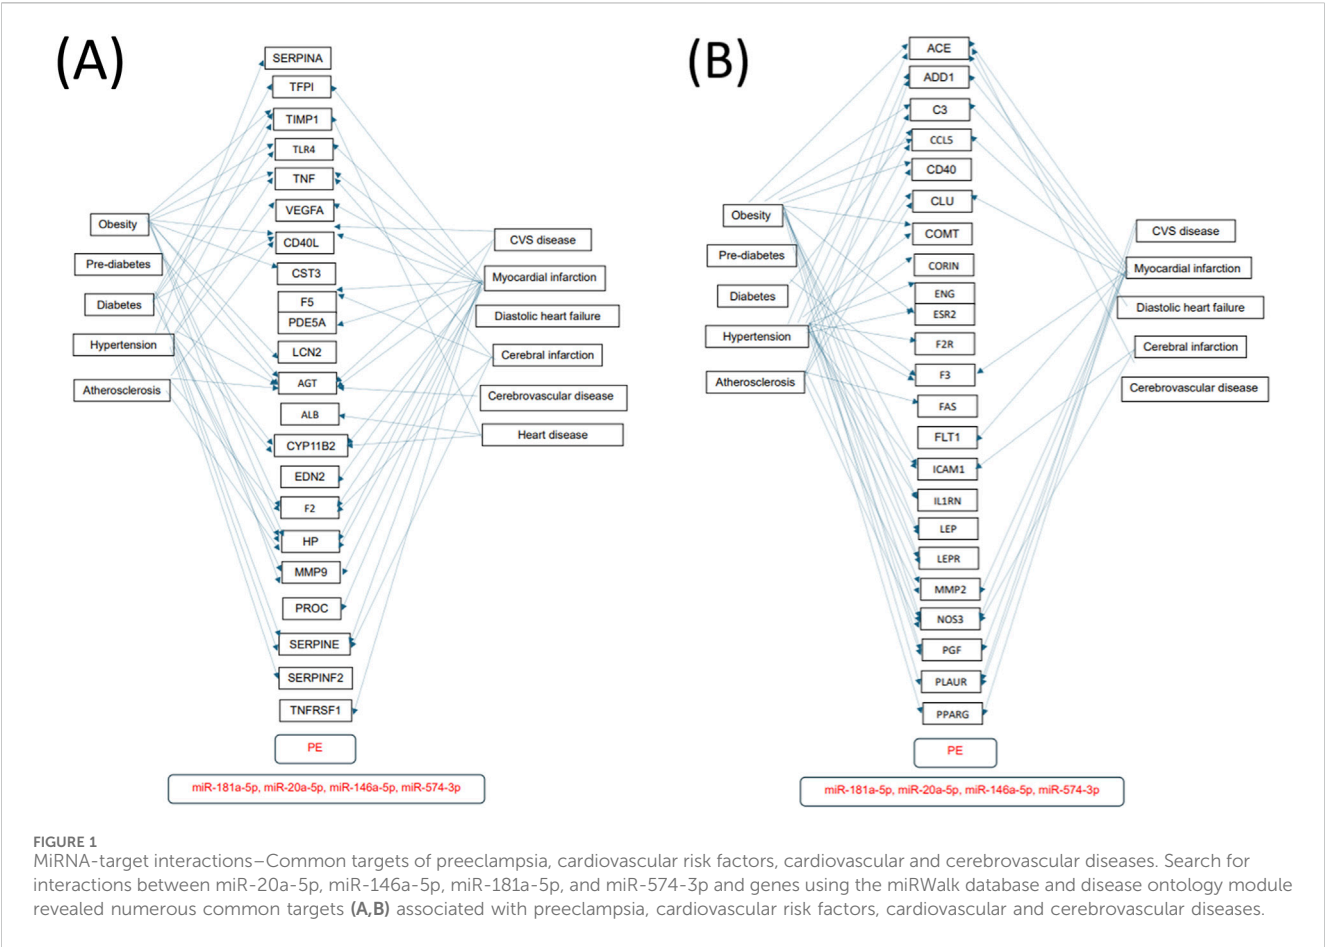 (A)
SERPINA
TFPI
TIMP1
TLR4
TNF
VEGFA
CD40L
CST3
F5
PDE5A
LCN2
AGT
ALB
CYP11B2
EDN2
F2
HP
MMP9
PROC
SERPINE
SERPINF2
TNFRSF1
Obesity
Pre-diabetes
Diabetes
Hypertension
Atherosclerosis
CVS disease
Myocardial infarction
Diastolic heart failure
Cerebral infarction
Cerebrovascular disease
Heart disease
PE
miR-181a-5p, miR-20a-5p, miR-146a-5p, miR-574-3p
(B)
ACE
ADD1
C3
CCL5
CD40
CLU
COMT
CORIN
ENG
ESR2
F2R
F3
FAS
FLT1
ICAM1
IL1RN
LEP
LEPR
MMP2
NOS3
PGF
PLAUR
PPARG
Obesity
Pre-diabetes
Diabetes
Hypertension
Atherosclerosis
CVS disease
Myocardial infarction
Diastolic heart failure
Cerebral infarction
Cerebrovascular disease
PE
miR-181a-5p, miR-20a-5p, miR-146a-5p, miR-574-3p
FIGURE 1
MiRNA-target interactions–Common targets of preeclampsia, cardiovascular risk factors, cardiovascular and cerebrovascular diseases. Search for
interactions between miR-20a-5p, miR-146a-5p, miR-181a-5p, and miR-574-3p and genes using the miRWalk database and disease ontology module
revealed numerous common targets (A,B) associated with preeclampsia, cardiovascular risk factors, cardiovascular and cerebrovascular diseases.